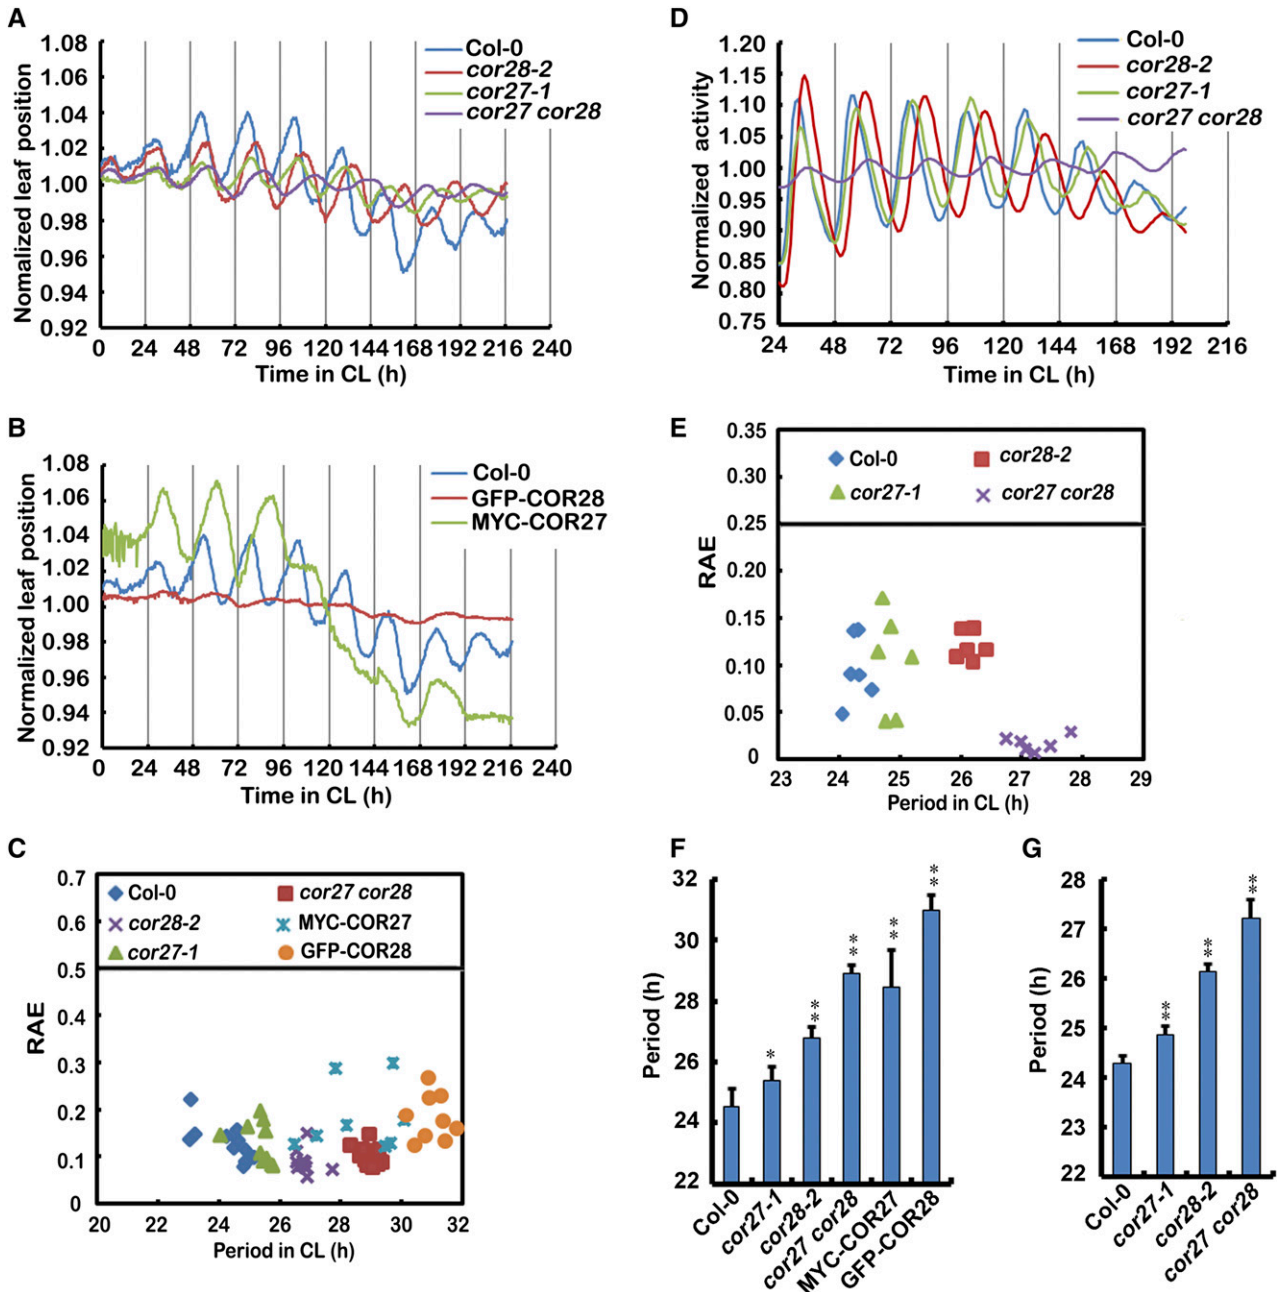 A
1.08
1.06
1.04
1.02
1.00
0.98
0.96
0.94
0.92
Nomalized leaf position
Col-0
cor28-2
cor27-1
cor27 cor28
0 24 48 72 96 120 144 168 192 216 240
Time in CL (h)
B
1.08
1.06
1.04
1.02
1.00
0.98
0.96
0.94
0.92
Normalized leaf position
Col-0
GFP-COR28
MYC-COR27
0 24 48 72 96 120 144 168 192 216 240
Time in CL (h)
C
0.7
0.6
0.5
0.4
0.3
0.2
0.1
0
RAE
Col-0
cor27 cor28
cor28-2
MYC-COR27
cor27-1
GFP-COR28
20 22 24 26 28 30 32
Period in CL (h)
D
1.20
1.15
1.10
1.05
1.00
0.95
0.90
0.85
0.80
0.75
Normalized activity
Col-0
cor28-2
cor27-1
cor27 cor28
24 48 72 96 120 144 168 192 216
Time in CL (h)
E
0.35
0.30
0.25
0.20
0.15
0.10
0.05
0
RAE
Col-0
cor28-2
cor27-1
cor27 cor28
23 24 25 26 27 28 29
Period in CL (h)
F
32
30
28
26
24
22
Period (h)
*
**
**
**
**
Col-0
cor27-1
cor28-2
cor27 cor28
MYC-COR27
GFP-COR28
G
28
27
26
25
24
23
22
Period (h)
**
**
**
Col-0
cor27-1
cor28-2
cor27 cor28